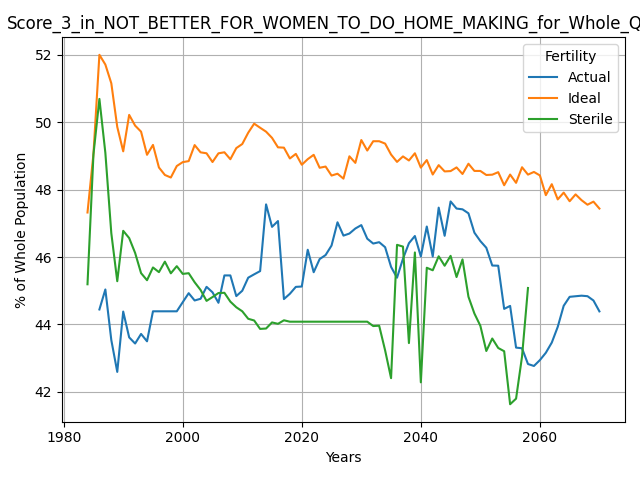 Score_3_in_NOT_BETTER_FOR_WOMEN_TO_DO_HOME_MAKING_for_Whole_Q
Fertility
Actual
Ideal
Sterile
% of Whole Population
52
50
48
46
44
42
1980
2000
2020
2040
2060
Years